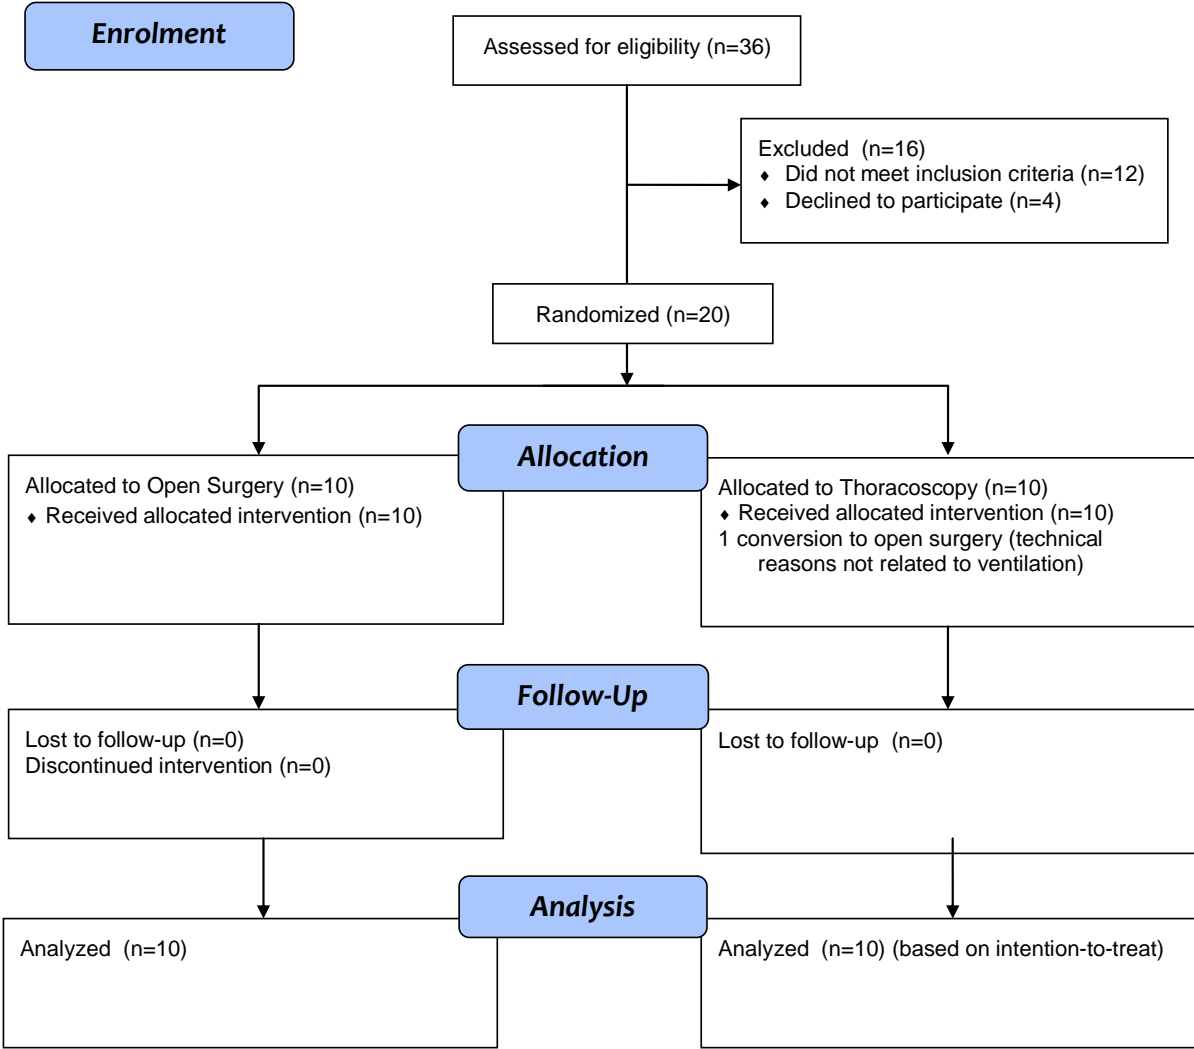 Enrolment
Assessed for eligibility (n=36)
Excluded  (n=16)
♦ Did not meet inclusion criteria (n=12)
♦ Declined to participate (n=4)
Randomized (n=20)
Allocation
Allocated to Open Surgery (n=10)
♦ Received allocated intervention (n=10)
Allocated to Thoracoscopy (n=10)
♦ Received allocated intervention (n=10)
1 conversion to open surgery (technical
reasons not related to ventilation)
Follow-Up
Lost to follow-up (n=0)
Discontinued intervention (n=0)
Lost to follow-up  (n=0)
Analysis
Analyzed  (n=10)
Analyzed  (n=10) (based on intention-to-treat)